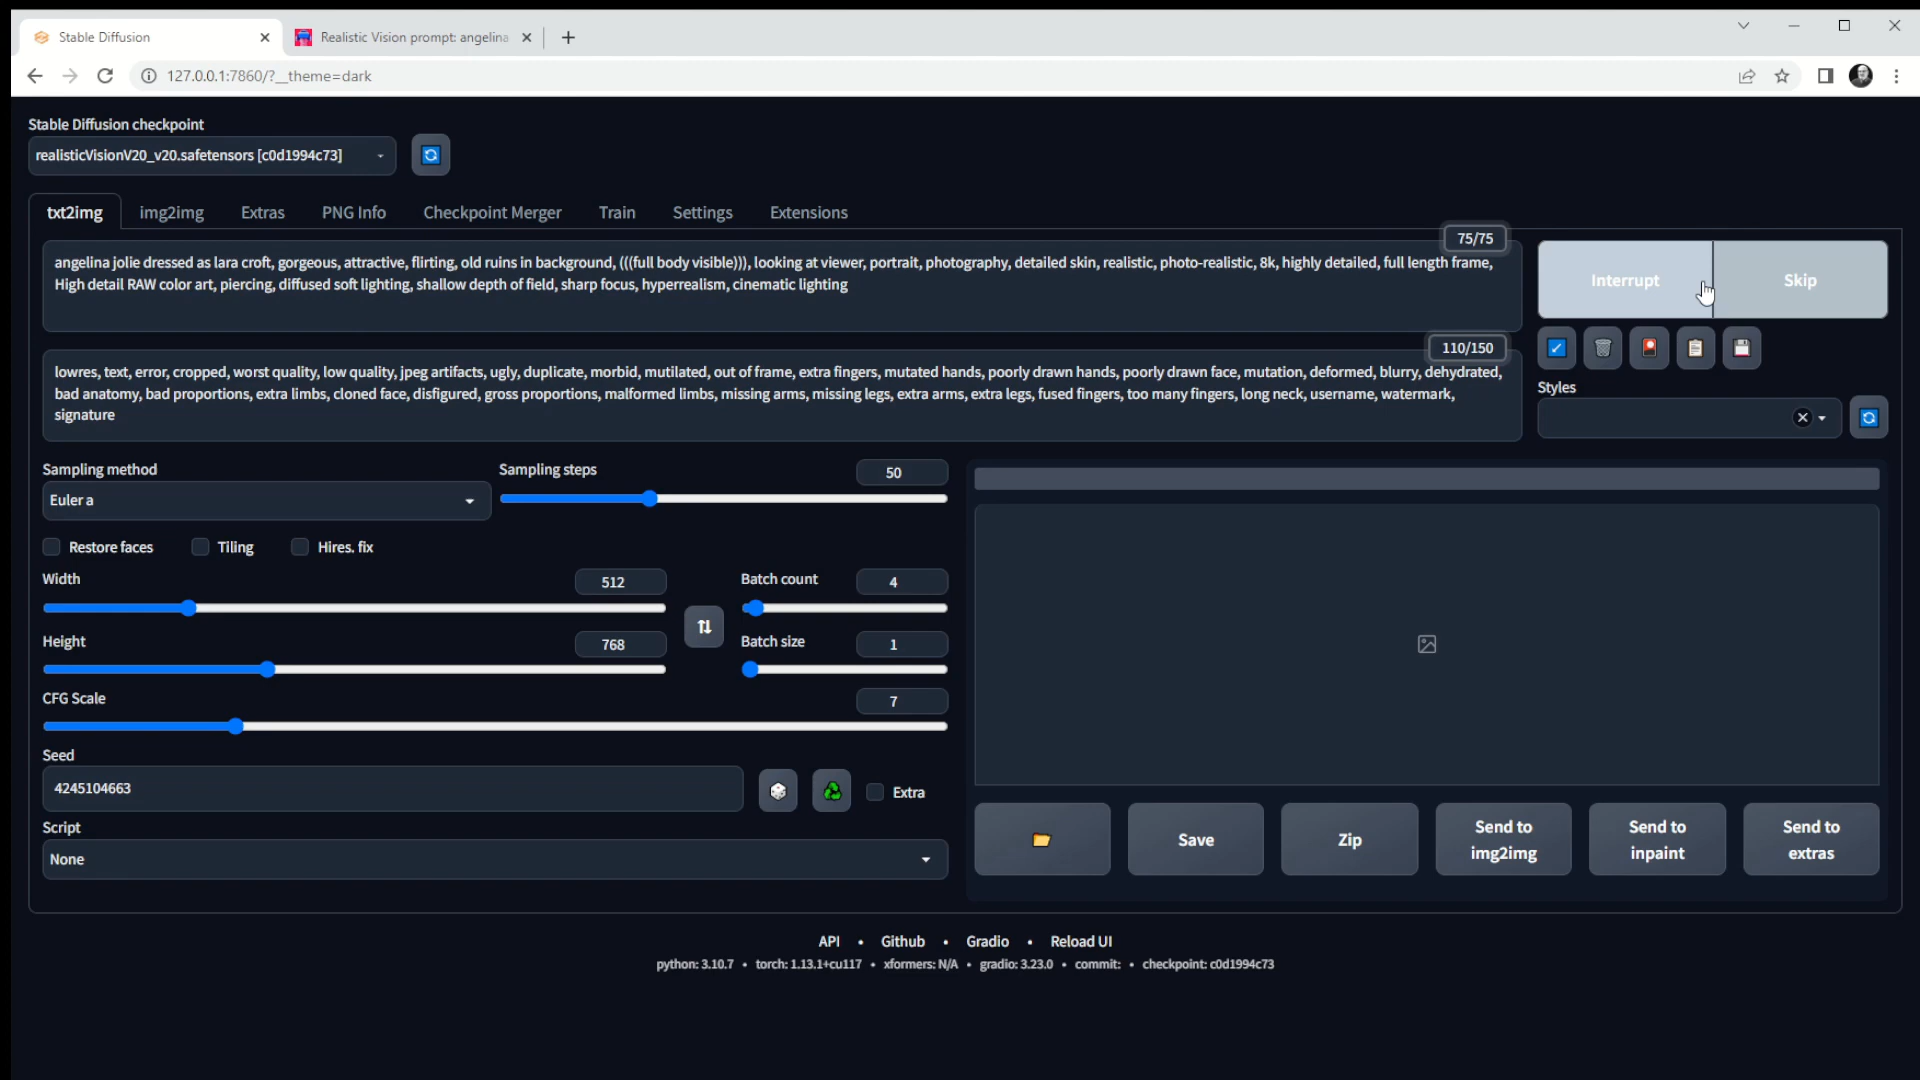 Stable Diffusion
Realistic Vision prompt: angelina
127.0.0.1:7860/?__theme=dark
Stable Diffusion checkpoint
realisticVisionV20_v20.safetensors [c0d1994c73]
txt2img img2img Extras PNG Info Checkpoint Merger Train Settings Extensions
75/75
angelina jolie dressed as lara croft, gorgeous, attractive, flirting, old ruins in background, (((full body visible))), looking at viewer, portrait, photography, detailed skin, realistic, photo-realistic, 8k, highly detailed, full length frame,
High detail RAW color art, piercing, diffused soft lighting, shallow depth of field, sharp focus, hyperrealism, cinematic lighting
Interrupt Skip
110/150
lowres, text, error, cropped, worst quality, low quality, jpeg artifacts, ugly, duplicate, morbid, mutilated, out of frame, extra fingers, mutated hands, poorly drawn hands, poorly drawn face, mutation, deformed, blurry, dehydrated,
bad anatomy, bad proportions, extra limbs, cloned face, disfigured, gross proportions, malformed limbs, missing arms, missing legs, extra arms, extra legs, fused fingers, too many fingers, long neck, username, watermark,
signature
Styles
Sampling method
Euler a
Sampling steps 50
Restore faces Tiling Hires. fix
Width 512
Batch count 4
Height 768
Batch size 1
CFG Scale 7
Seed
4245104663
Extra
Script
None
Save
Zip
Send to
img2img
Send to
inpaint
Send to
extras
API • Github • Gradio • Reload UI
python: 3.10.7 • torch: 1.13.1+cu117 • xformers: N/A • gradio: 3.23.0 • commit: • checkpoint: c0d1994c73